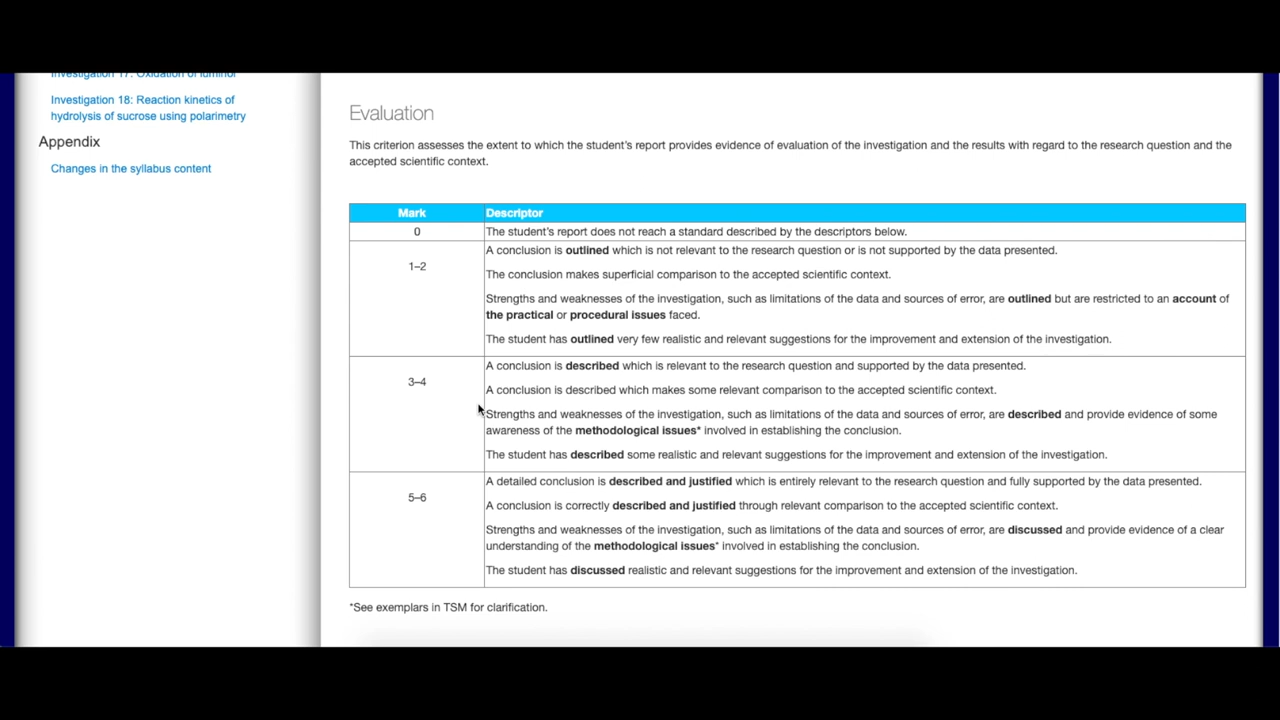 Investigation 17: Oxidation of luminol
Investigation 18: Reaction kinetics of
hydrolysis of sucrose using polarimetry
Appendix
Changes in the syllabus content
Evaluation
This criterion assesses the extent to which the student's report provides evidence of evaluation of the investigation and the results with regard to the research question and the
accepted scientific context.
Mark Descriptor
0 The student's report does not reach a standard described by the descriptors below.
1–2
A conclusion is outlined which is not relevant to the research question or is not supported by the data presented.
The conclusion makes superficial comparison to the accepted scientific context.
Strengths and weaknesses of the investigation, such as limitations of the data and sources of error, are outlined but are restricted to an account of
the practical or procedural issues faced.
The student has outlined very few realistic and relevant suggestions for the improvement and extension of the investigation.
3–4
A conclusion is described which is relevant to the research question and supported by the data presented.
A conclusion is described which makes some relevant comparison to the accepted scientific context.
Strengths and weaknesses of the investigation, such as limitations of the data and sources of error, are described and provide evidence of some
awareness of the methodological issues* involved in establishing the conclusion.
The student has described some realistic and relevant suggestions for the improvement and extension of the investigation.
5–6
A detailed conclusion is described and justified which is entirely relevant to the research question and fully supported by the data presented.
A conclusion is correctly described and justified through relevant comparison to the accepted scientific context.
Strengths and weaknesses of the investigation, such as limitations of the data and sources of error, are discussed and provide evidence of a clear
understanding of the methodological issues* involved in establishing the conclusion.
The student has discussed realistic and relevant suggestions for the improvement and extension of the investigation.
*See exemplars in TSM for clarification.